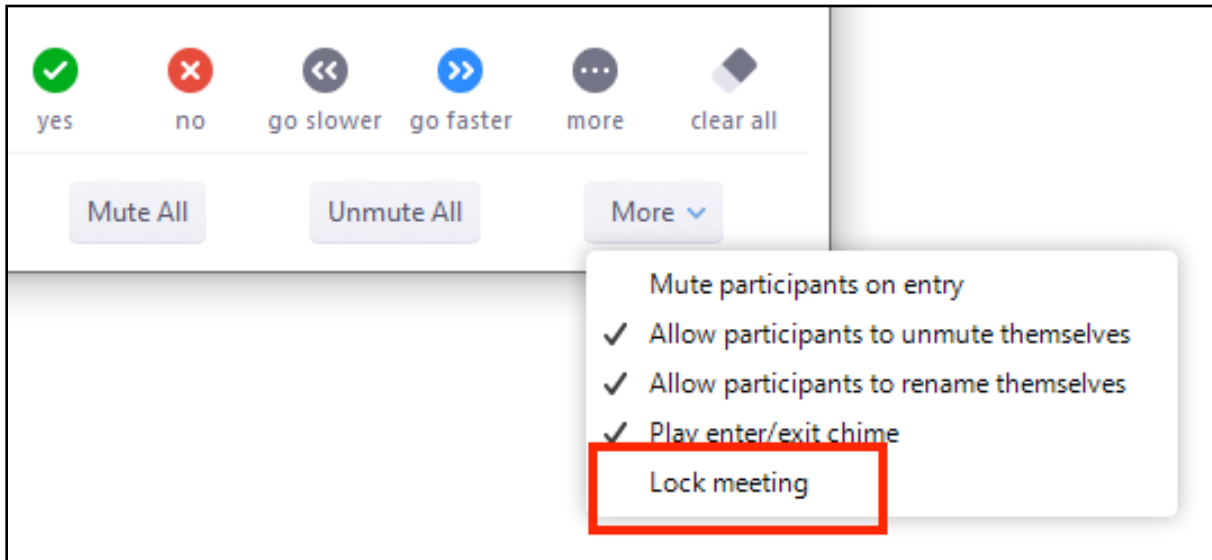 yes no go slower go faster more clear all
Mute All Unmute All More
Mute participants on entry
Allow participants to unmute themselves
Allow participants to rename themselves
Play enter/exit chime
Lock meeting